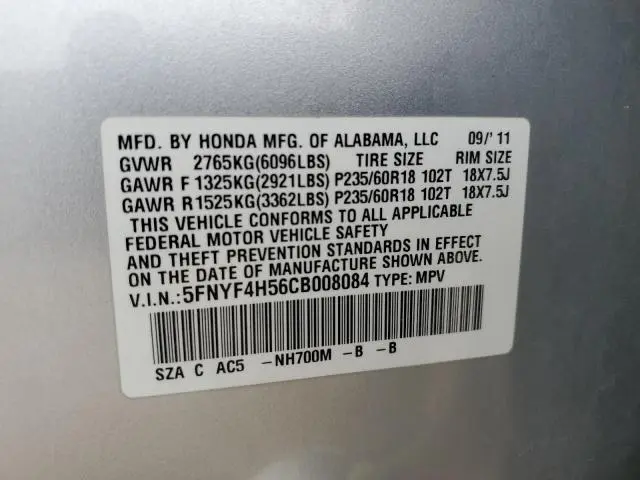 MFD. BY HONDA MFG. OF ALABAMA, LLC 09/'11
GVWR 2765KG(6096LBS) TIRE SIZE RIM SIZE
GAWR F 1325KG(2921LBS) P235/60R18 102T 18X7.5J
GAWR R 1525KG(3362LBS) P235/60R18 102T 18X7.5J
THIS VEHICLE CONFORMS TO ALL APPLICABLE
FEDERAL MOTOR VEHICLE SAFETY
AND THEFT PREVENTION STANDARDS IN EFFECT
ON THE DATE OF MANUFACTURE SHOWN ABOVE.
V.I.N.:5FNYF4H56CB008084 TYPE: MPV
SZA C AC5 -NH700M -B -B